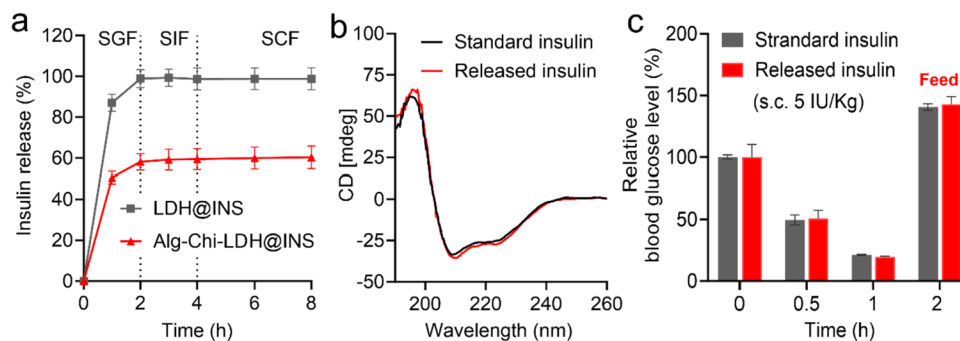 a
SGF
SIF
SCF
Insulin release (%)
120
100
80
60
40
20
0
LDH@INS
Alg-Chi-LDH@INS
0
2
4
6
8
Time (h)
b
Standard insulin
Released insulin
CD [mdeg]
100
75
50
25
0
-25
-50
200
220
240
260
Wavelength (nm)
c
Strandard insulin
Released insulin
(s.c. 5 IU/Kg)
Feed
Relative
blood glucose level (%)
200
150
100
50
0
0
0.5
1
2
Time (h)